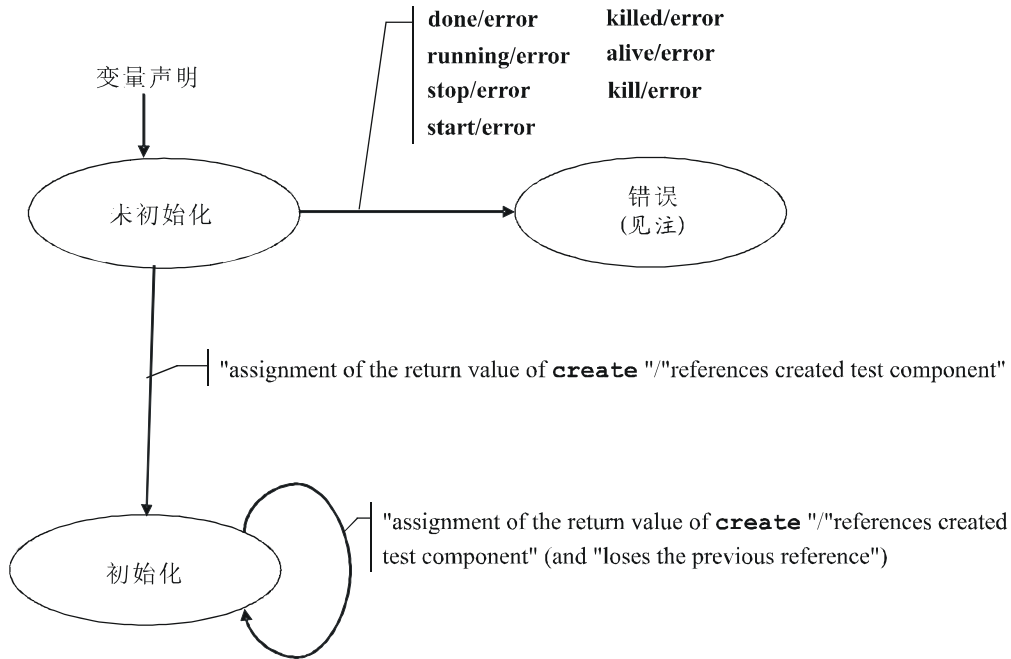 done/error killed/error
running/error alive/error
stop/error kill/error
start/error
变量声明
未初始化
错误
(见注)
"assignment of the return value of create "/"references created test component"
"assignment of the return value of create "/"references created
test component" (and "loses the previous reference")
初始化